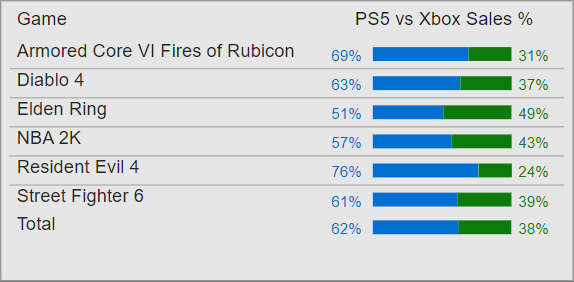 Game PS5 vs Xbox Sales %
Armored Core VI Fires of Rubicon 69% 31%
Diablo 4 63% 37%
Elden Ring 51% 49%
NBA 2K 57% 43%
Resident Evil 4 76% 24%
Street Fighter 6 61% 39%
Total 62% 38%